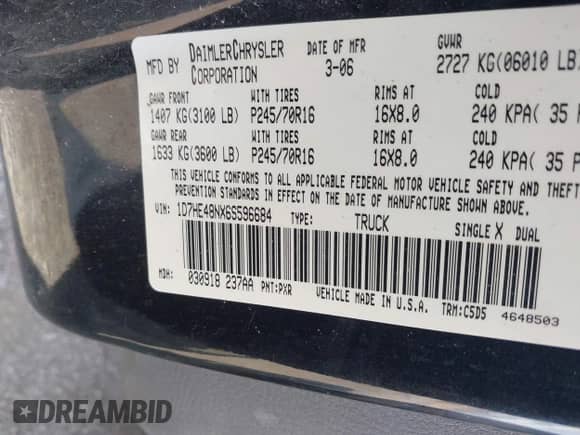 MFD BY DAIMLERCHRYSLER CORPORATION DATE OF MFR 3-06 GVWR 2727 KG(06010 LB)
GAWR FRONT WITH TIRES RIMS AT COLD
1407 KG(3100 LB) P245/70R16 16X8.0 240 KPA( 35
GAWR REAR WITH TIRES RIMS AT COLD
1633 KG(3600 LB) P245/70R16 16X8.0 240 KPA( 35 P
THIS VEHICLE CONFORMS TO ALL APPLICABLE FEDERAL MOTOR VEHICLE SAFETY AND THEFT
PREVENTION STANDARDS IN EFFECT ON THE DATE OF MANUFACTURE SHOWN ABOVE.
VIN: 1D7HE48NX6S596684 TYPE: TRUCK SINGLE X DUAL
MDH: 030918 237AA PNT:PXR VEHICLE MADE IN U.S.A. TRM:C5D5 4648503
DREAMBID